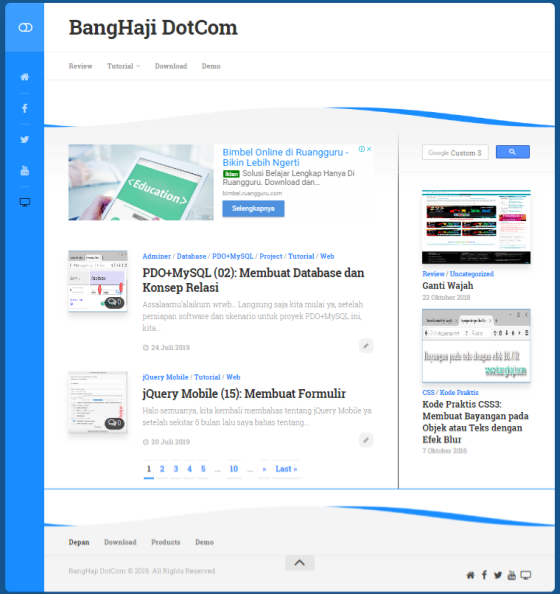 BangHaji DotCom
Review Tutorial Download Demo
<Education>
Bimbel Online di Ruangguru -
Bikin Lebih Ngerti
Iklan Solusi Belajar Lengkap Hanya Di
Ruangguru. Download dan...
bimbel.ruangguru.com
Selengkapnya
Google Custom S
Adminer / Database / PDO+MySQL / Project / Tutorial / Web
PDO+MySQL (02): Membuat Database dan
Konsep Relasi
Assalaamu'alaikum wrwb... Langsung saja kita mulai ya, setelah
persiapan software dan skenario untuk proyek PDO+MySQL ini,
kita...
24 Juli 2019
0
jQuery Mobile / Tutorial / Web
jQuery Mobile (15): Membuat Formulir
Halo semuanya, kita kembali membahas tentang jQuery Mobile ya
setelah sekitar 6 bulan lalu saya bahas tentang...
20 Juli 2019
0
1 2 3 4 5 ... 10 ... » Last »
Review / Uncategorized
Ganti Wajah
22 Oktober 2018
Bayangan pada teks dengan efek BLUR
CSS / Kode Praktis
Kode Praktis CSS3:
Membuat Bayangan pada
Objek atau Teks dengan
Efek Blur
7 Oktober 2016
Depan Download Products Demo
BangHaji DotCom © 2019. All Rights Reserved.